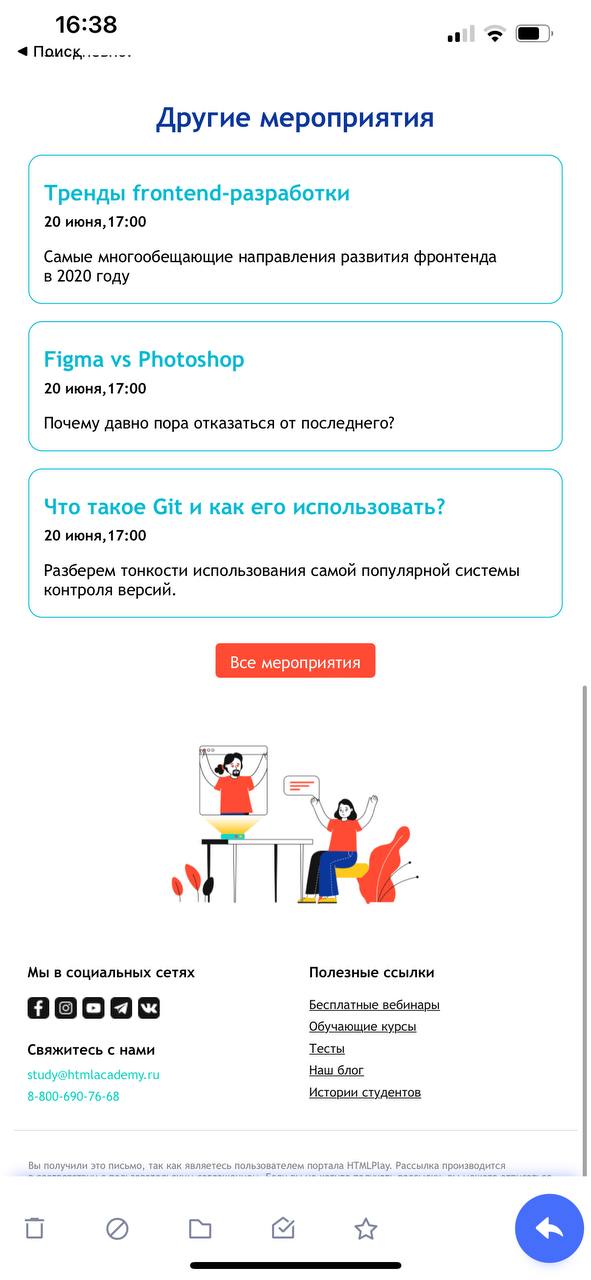 16:38
◀ Поиск
Другие мероприятия
Тренды frontend-разработки
20 июня,17:00
Самые многообещающие направления развития фронтенда
в 2020 году
Figma vs Photoshop
20 июня,17:00
Почему давно пора отказаться от последнего?
Что такое Git и как его использовать?
20 июня,17:00
Разберем тонкости использования самой популярной системы
контроля версий.
Все мероприятия
Мы в социальных сетях
Свяжитесь с нами
study@htmlacademy.ru
8-800-690-76-68
Полезные ссылки
Бесплатные вебинары
Обучающие курсы
Тесты
Наш блог
Истории студентов
Вы получили это письмо, так как являетесь пользователем портала HTMLPlay. Рассылка производится